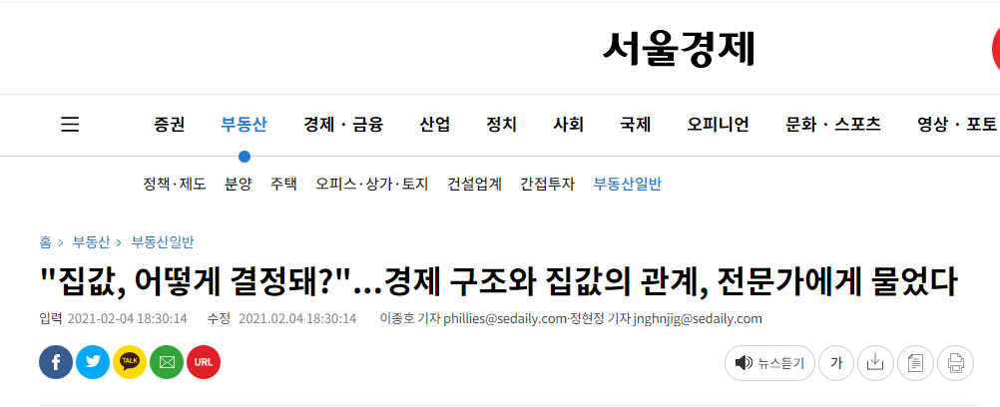 서울경제
증권 부동산 경제 · 금융 산업 정치 사회 국제 오피니언 문화 · 스포츠 영상 · 포토
정책·제도 분양 주택 오피스·상가·토지 건설업계 간접투자 부동산일반
홈 > 부동산 > 부동산일반
"집값, 어떻게 결정돼?"...경제 구조와 집값의 관계, 전문가에게 물었다
입력 2021-02-04 18:30:14 수정 2021.02.04 18:30:14 이종호 기자 phillies@sedaily.com·정현정 기자 jnghnjig@sedaily.com
f TALK URL 뉴스듣기 가